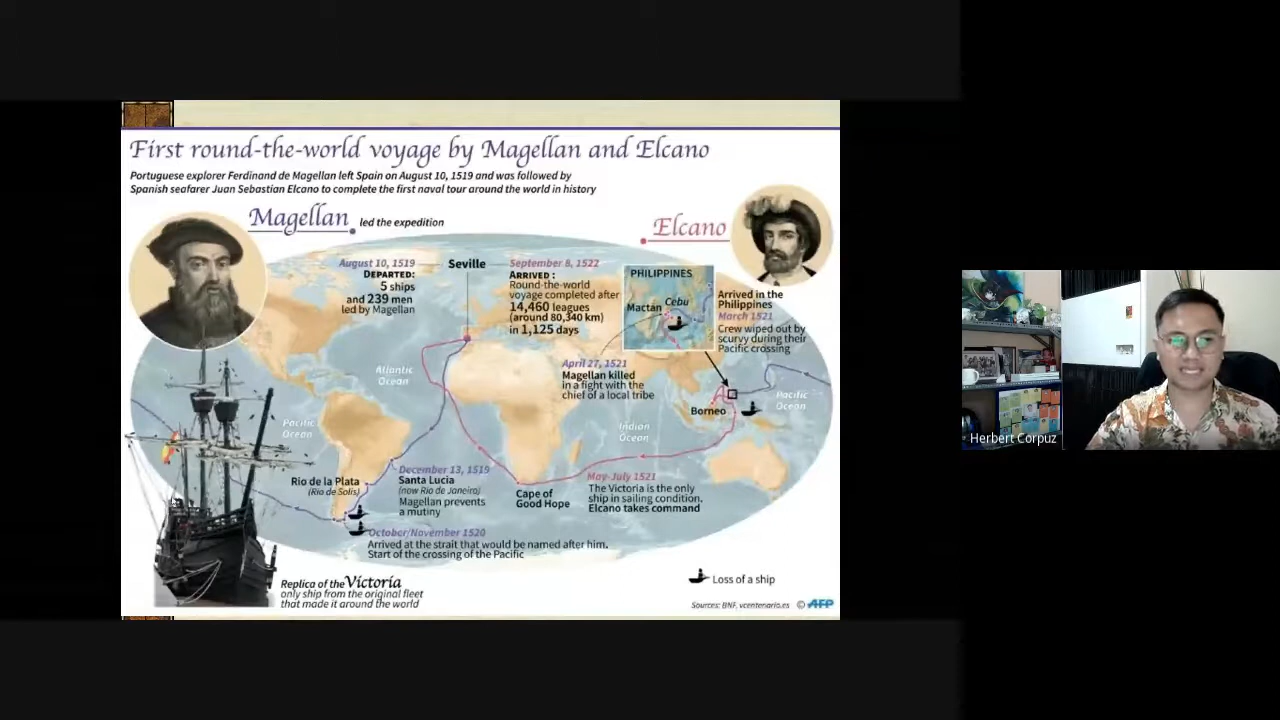 First round-the-world voyage by Magellan and Elcano
Portuguese explorer Ferdinand de Magellan left Spain on August 10, 1519 and was followed by
Spanish seafarer Juan Sebastian Elcano to complete the first naval tour around the world in history
Magellan led the expedition
Elcano
August 10, 1519
DEPARTED:
5 ships
and 239 men
led by Magellan
Seville
September 8, 1522
ARRIVED :
Round-the-world
voyage completed after
14,460 leagues
(around 80,340 km)
in 1,125 days
PHILIPPINES
Mactan
Cebu
Arrived in the
Philippines
March 1521
Crew wiped out by
scurvy during their
Pacific crossing
April 27, 1521
Magellan killed
in a fight with the
chief of a local tribe
Atlantic
Ocean
Pacific
Ocean
Borneo
Pacific
Ocean
Indian
Ocean
December 13, 1519
Santa Lucia
(now Rio de Janeiro)
Magellan prevents
a mutiny
Rio de la Plata
(Rio de Solis)
Cape of
Good Hope
May-July 1521
The Victoria is the only
ship in sailing condition.
Elcano takes command
October/November 1520
Arrived at the strait that would be named after him.
Start of the crossing of the Pacific
Replica of the Victoria
only ship from the original fleet
that made it around the world
Loss of a ship
Sources: BNF, vcentenario.es © AFP
Herbert Corpuz